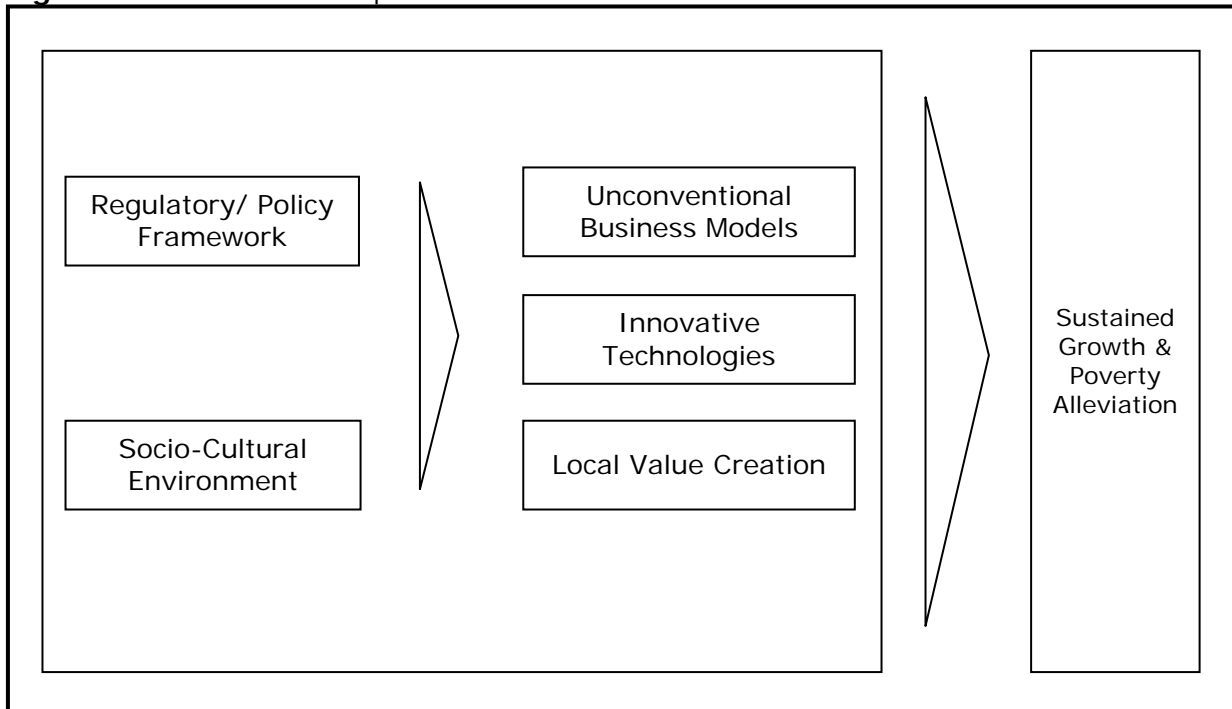 Regulatory/ Policy
Framework
Socio-Cultural
Environment
Unconventional
Business Models
Innovative
Technologies
Local Value Creation
Sustained
Growth &
Poverty
Alleviation